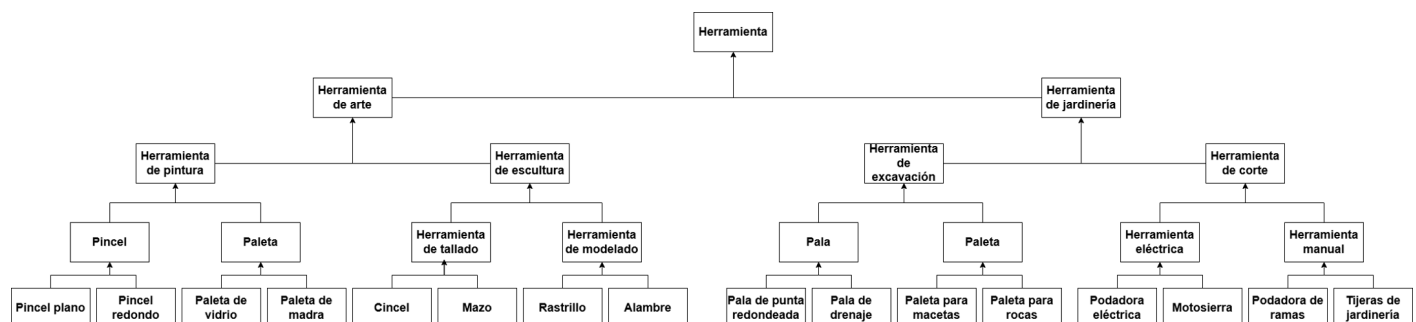 Herramienta
Herramienta
de arte
Herramienta
de jardinería
Herramienta
de pintura
Herramienta
de escultura
Herramienta
de
excavación
Herramienta
de corte
Pincel
Paleta
Herramienta
de tallado
Herramienta
de modelado
Pala
Paleta
Herramienta
eléctrica
Herramienta
manual
Pincel plano
Pincel
redondo
Paleta de
vidrio
Paleta de
madra
Cincel
Mazo
Rastrillo
Alambre
Pala de punta
redondeada
Pala de
drenaje
Paleta para
macetas
Paleta para
rocas
Podadora
eléctrica
Motosierra
Podadora de
ramas
Tijeras de
jardinería